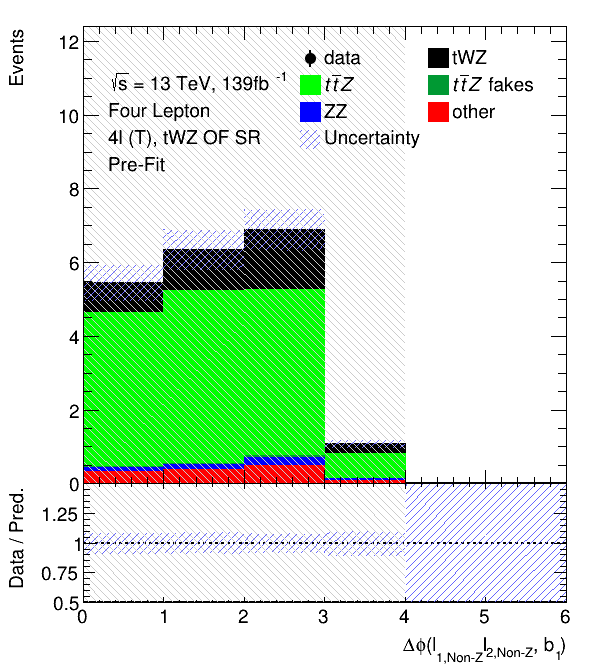 Events
12
10
8
6
4
2
0
√s = 13 TeV, 139fb⁻¹
Four Lepton
4l (T), tWZ OF SR
Pre-Fit
data
tWZ
tt̄Z
tt̄Z fakes
ZZ
other
Uncertainty
Data / Pred.
1.25
1
0.75
0.5
0 1 2 3 4 5 6
Δϕ(l₁,Non-Z l₂,Non-Z, b₁)